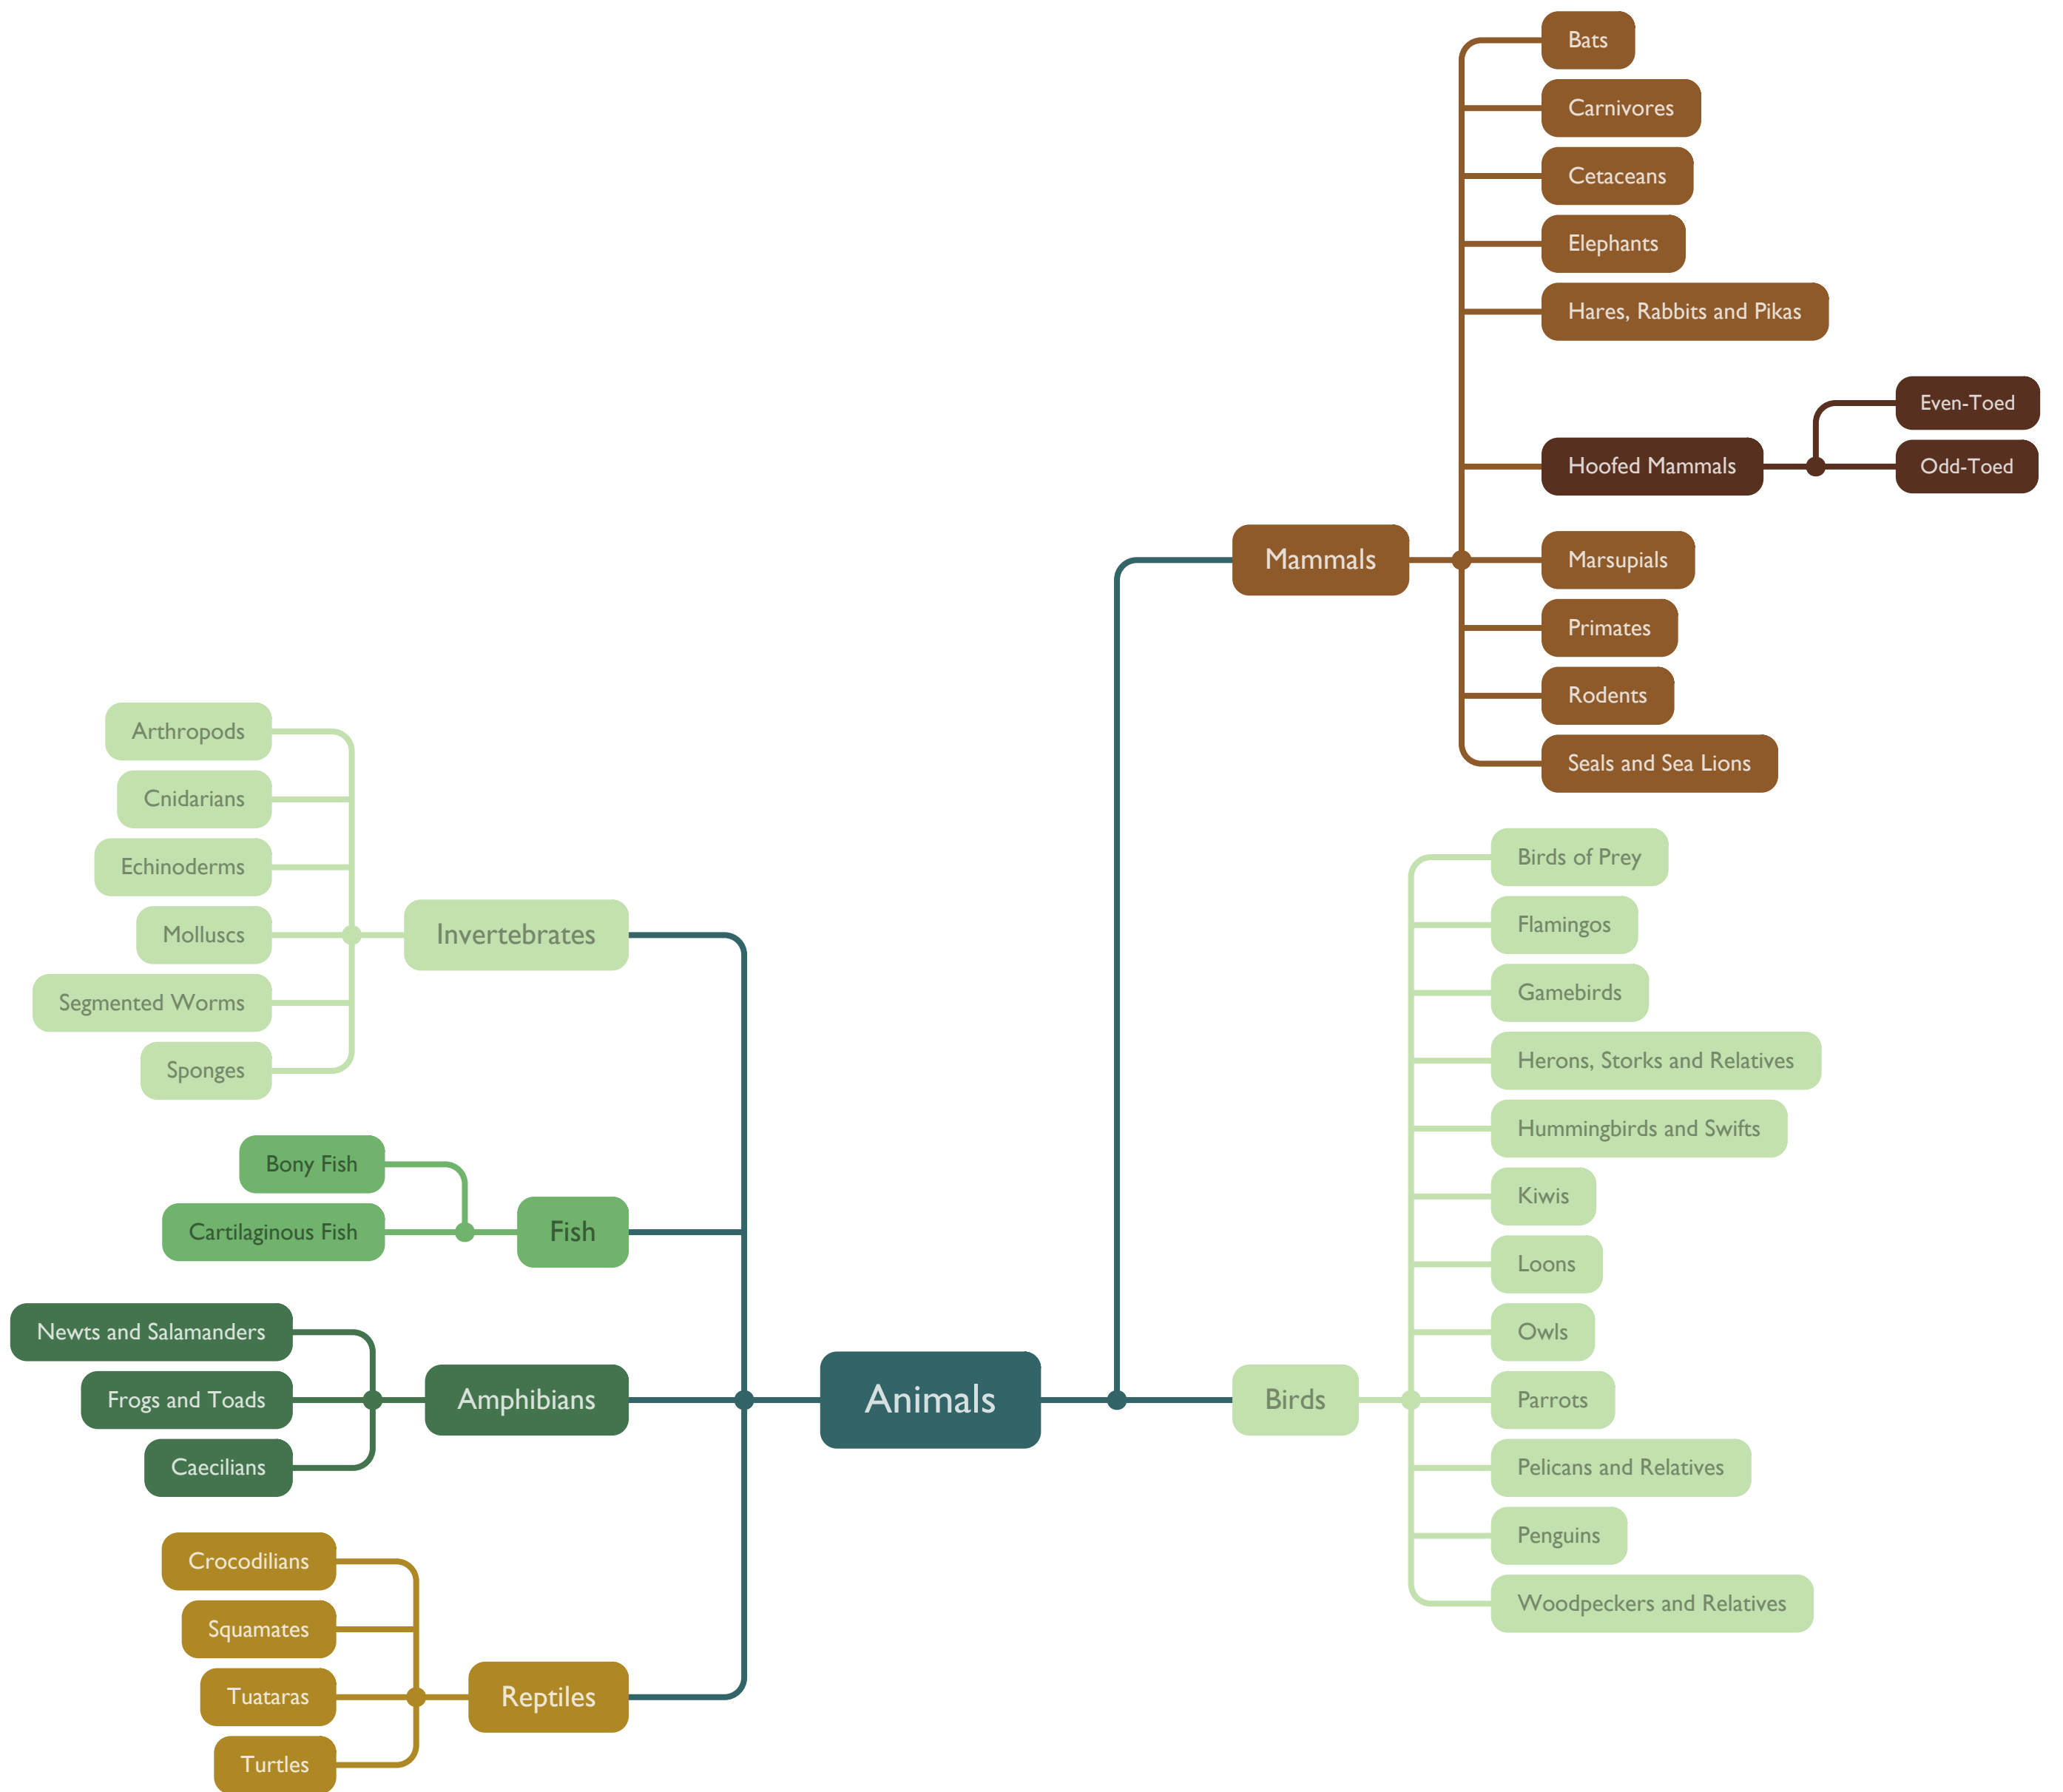 Animals
Mammals
Bats
Carnivores
Cetaceans
Elephants
Hares, Rabbits and Pikas
Hoofed Mammals
Even-Toed
Odd-Toed
Marsupials
Primates
Rodents
Seals and Sea Lions
Birds
Birds of Prey
Flamingos
Gamebirds
Herons, Storks and Relatives
Hummingbirds and Swifts
Kiwis
Loons
Owls
Parrots
Pelicans and Relatives
Penguins
Woodpeckers and Relatives
Invertebrates
Arthropods
Cnidarians
Echinoderms
Molluscs
Segmented Worms
Sponges
Fish
Bony Fish
Cartilaginous Fish
Amphibians
Newts and Salamanders
Frogs and Toads
Caecilians
Reptiles
Crocodilians
Squamates
Tuataras
Turtles